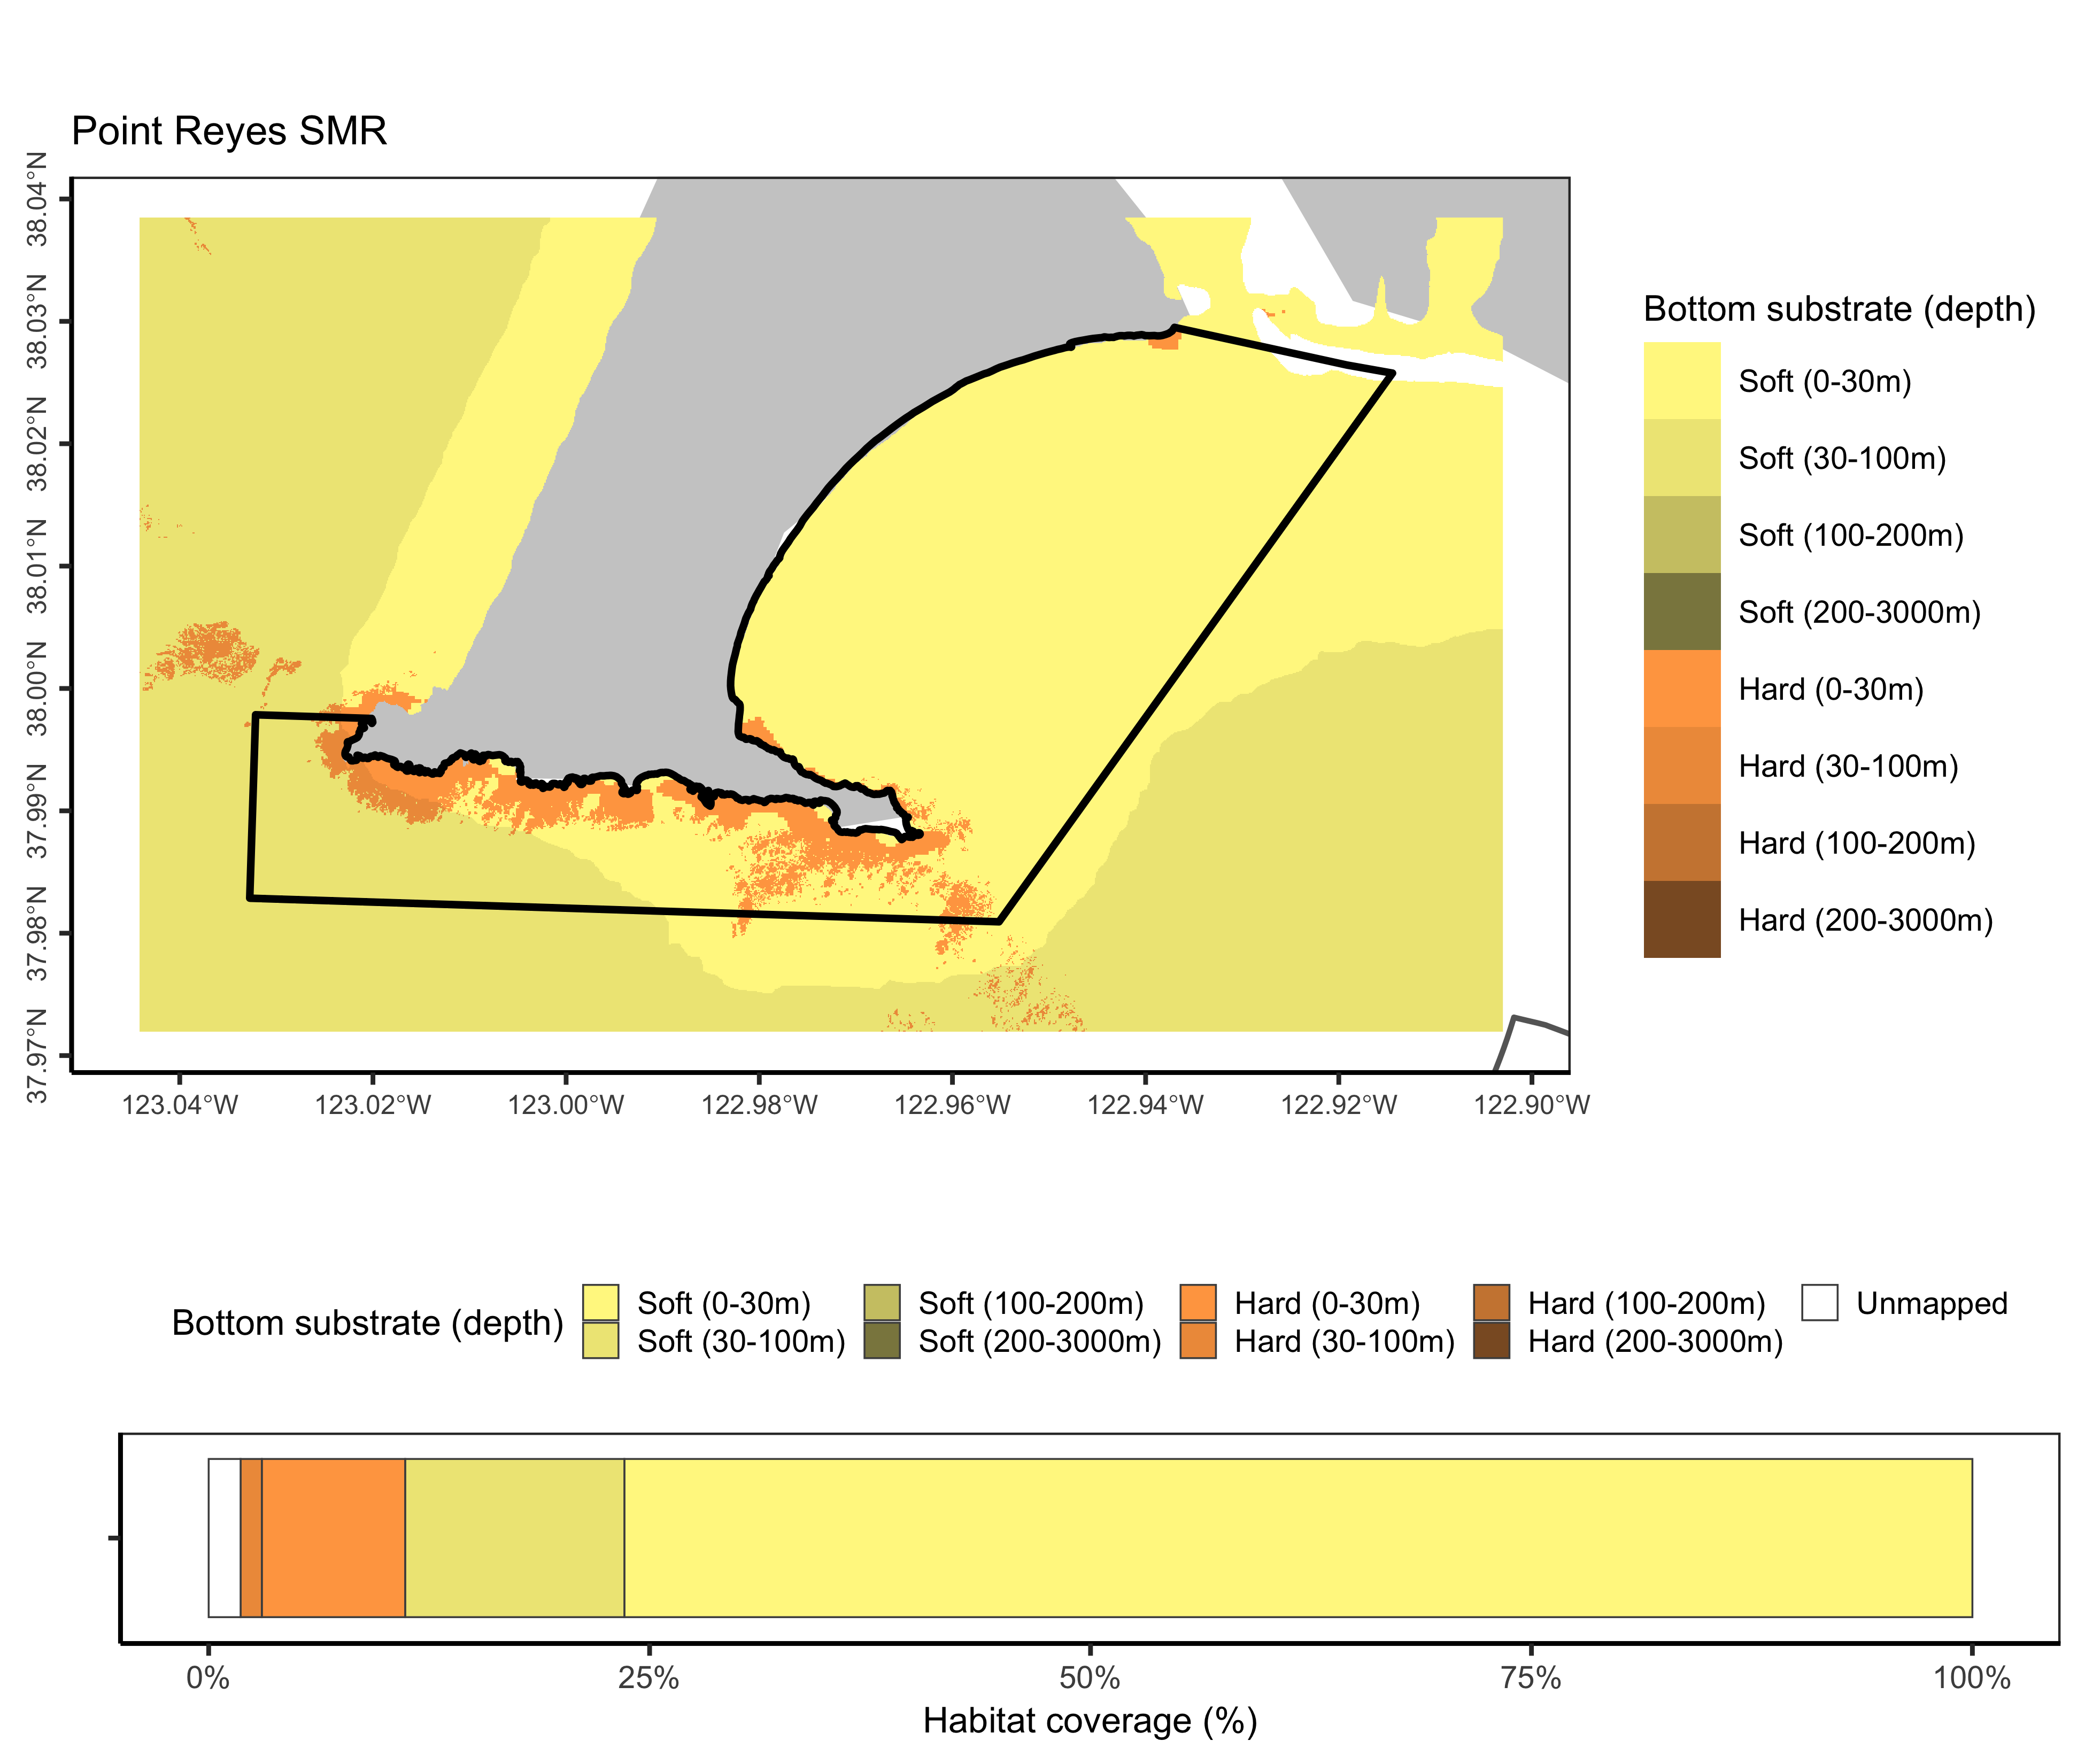 Point Reyes SMR
38.04°N
38.03°N
38.02°N
38.01°N
38.00°N
37.99°N
37.98°N
37.97°N
123.04°W 123.02°W 123.00°W 122.98°W 122.96°W 122.94°W 122.92°W 122.90°W
Bottom substrate (depth)
Soft (0-30m)
Soft (30-100m)
Soft (100-200m)
Soft (200-3000m)
Hard (0-30m)
Hard (30-100m)
Hard (100-200m)
Hard (200-3000m)
Bottom substrate (depth)
Soft (0-30m) Soft (100-200m) Hard (0-30m) Hard (100-200m) Unmapped
Soft (30-100m) Soft (200-3000m) Hard (30-100m) Hard (200-3000m)
0% 25% 50% 75% 100%
Habitat coverage (%)